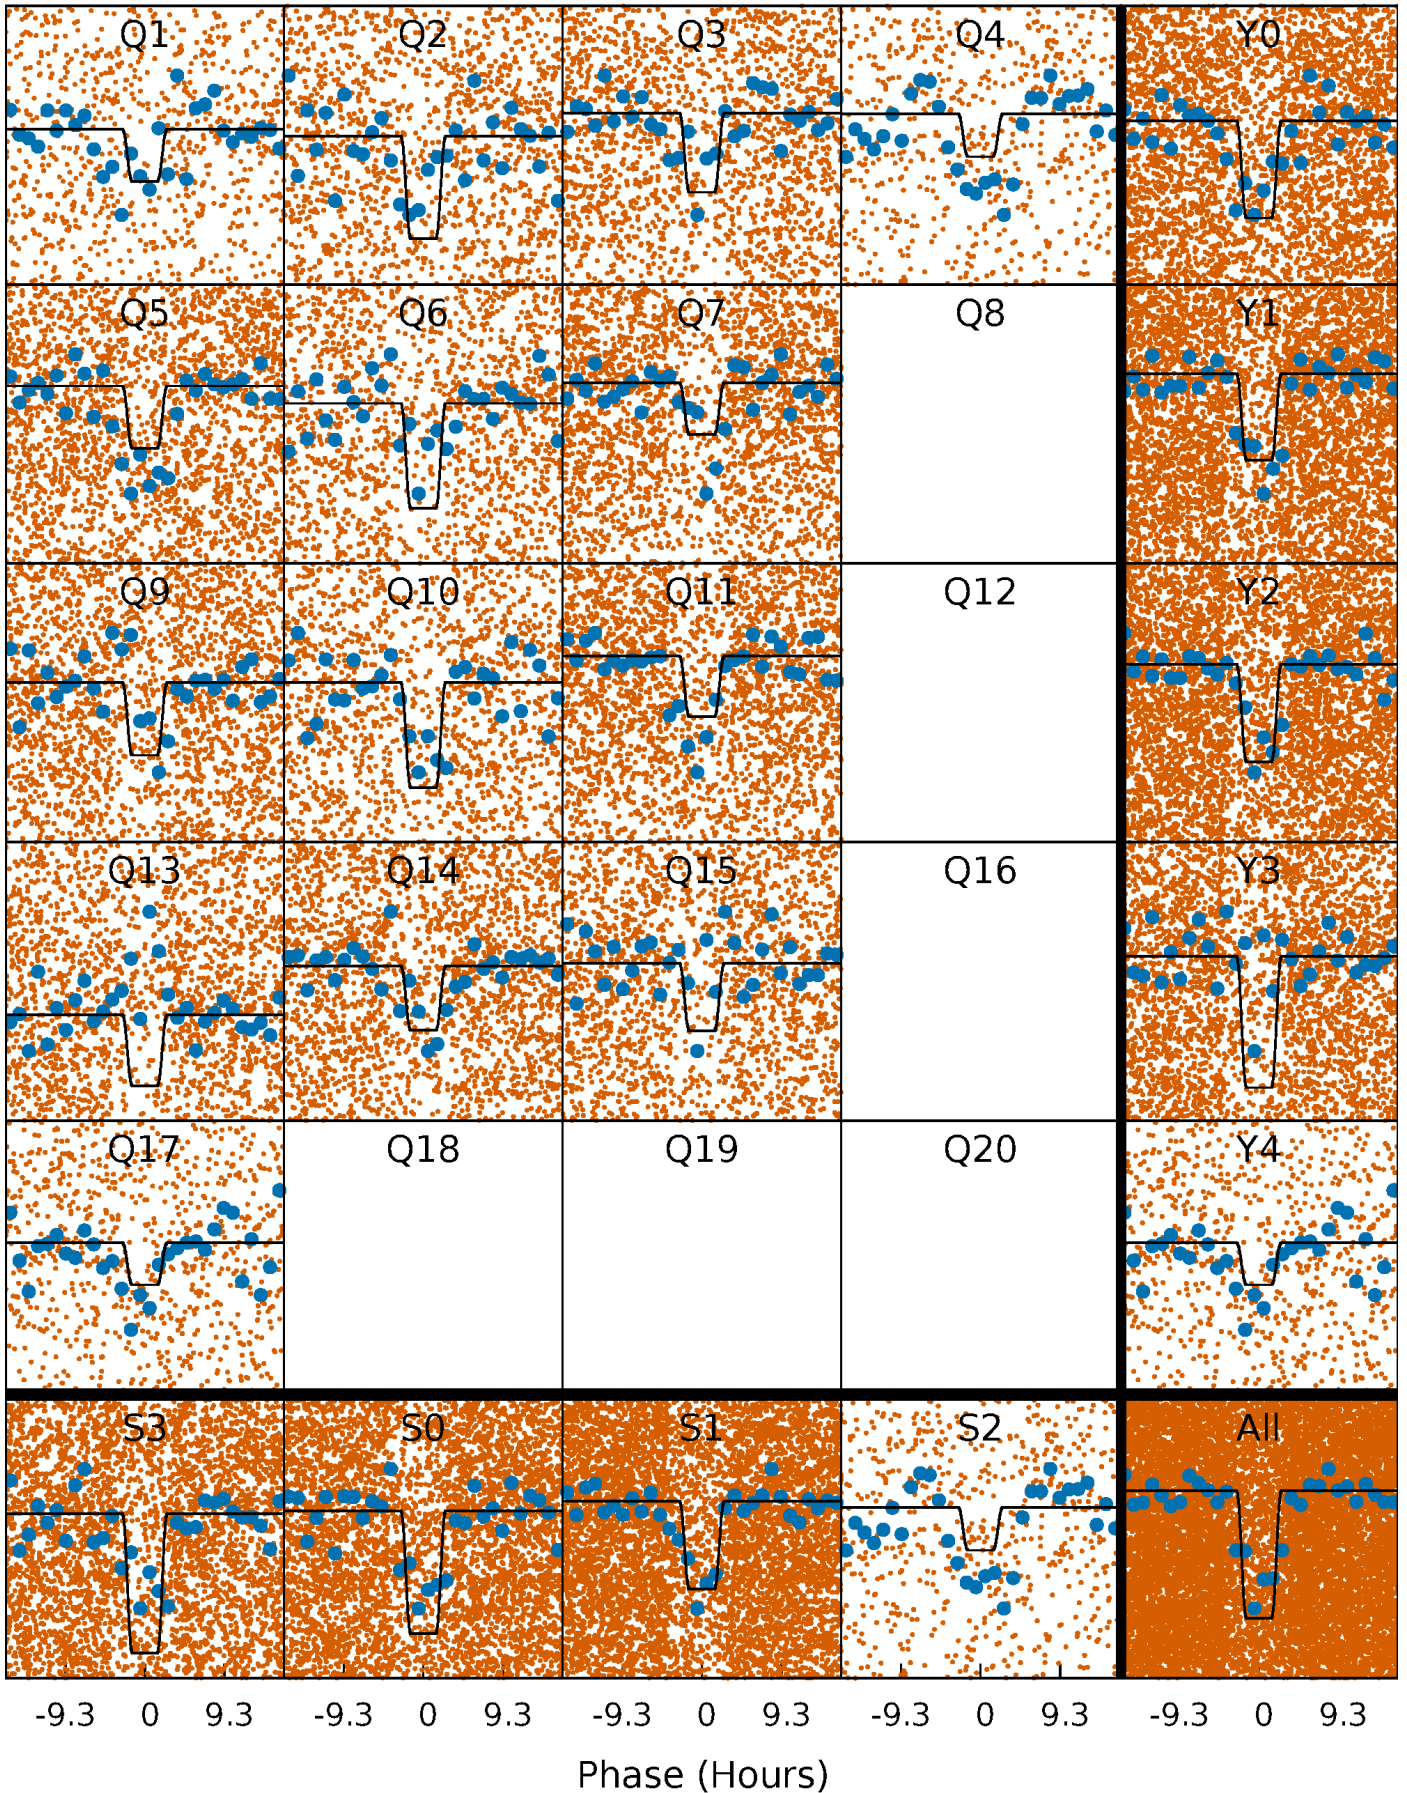 Q1 Q2 Q3 Q4 Y0
Q5 Q6 Q7 Q8 Y1
Q9 Q10 Q11 Q12 Y2
Q13 Q14 Q15 Q16 Y3
Q17 Q18 Q19 Q20 Y4
S3 S0 S1 S2 All
-9.3 0 9.3 -9.3 0 9.3 -9.3 0 9.3 -9.3 0 9.3 -9.3 0 9.3
Phase (Hours)